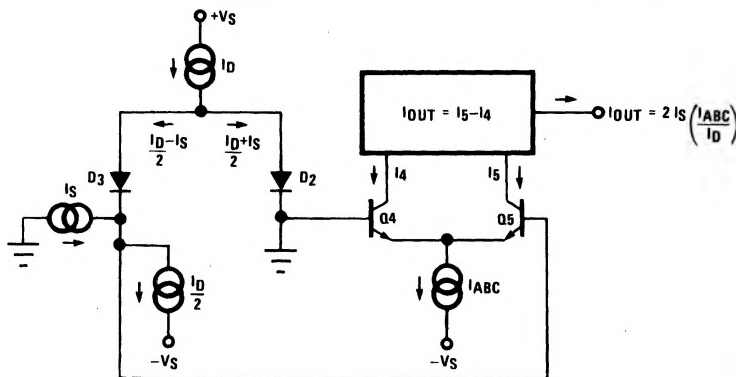 +VS
ID
IOUT = I5-I4
IOUT = 2 IS (IABC/ID)
ID/2-IS
ID/2+IS
D3
D2
I4
I5
IS
Q4
Q5
ID/2
IABC
-VS
-VS